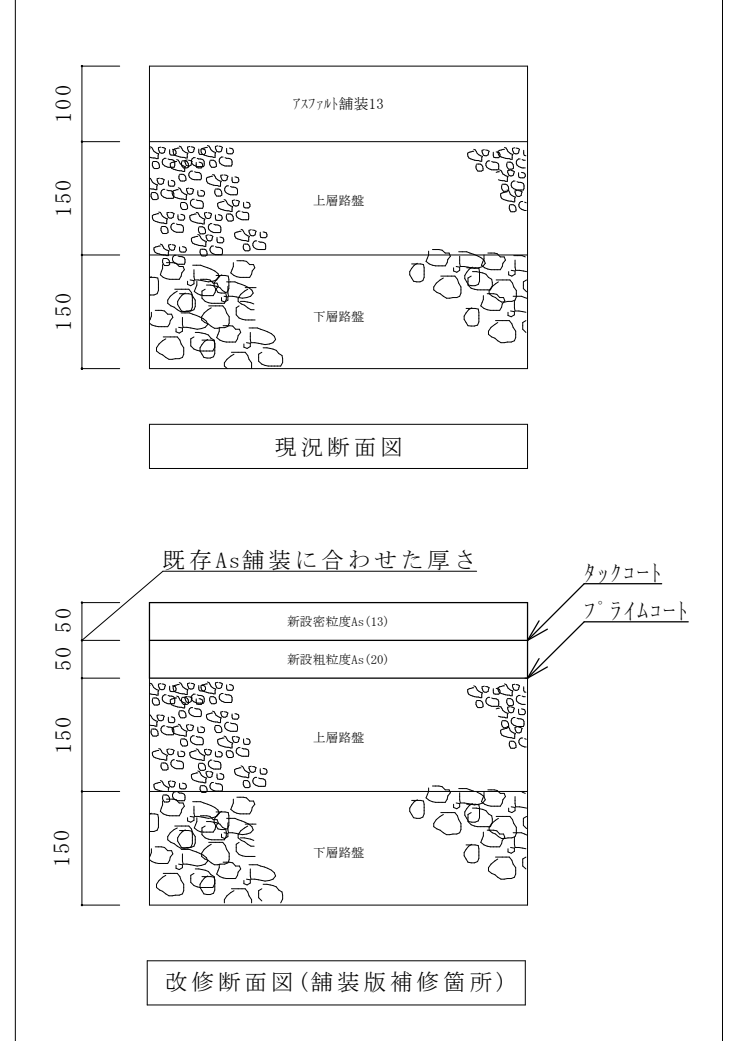 100
アスファルト舗装13
150
上層路盤
150
下層路盤
現況断面図
既存As舗装に合わせた厚さ
タックコート
プライムコート
50
新設密粒度As(13)
50
新設粗粒度As(20)
150
上層路盤
150
下層路盤
改修断面図(舗装版補修箇所)